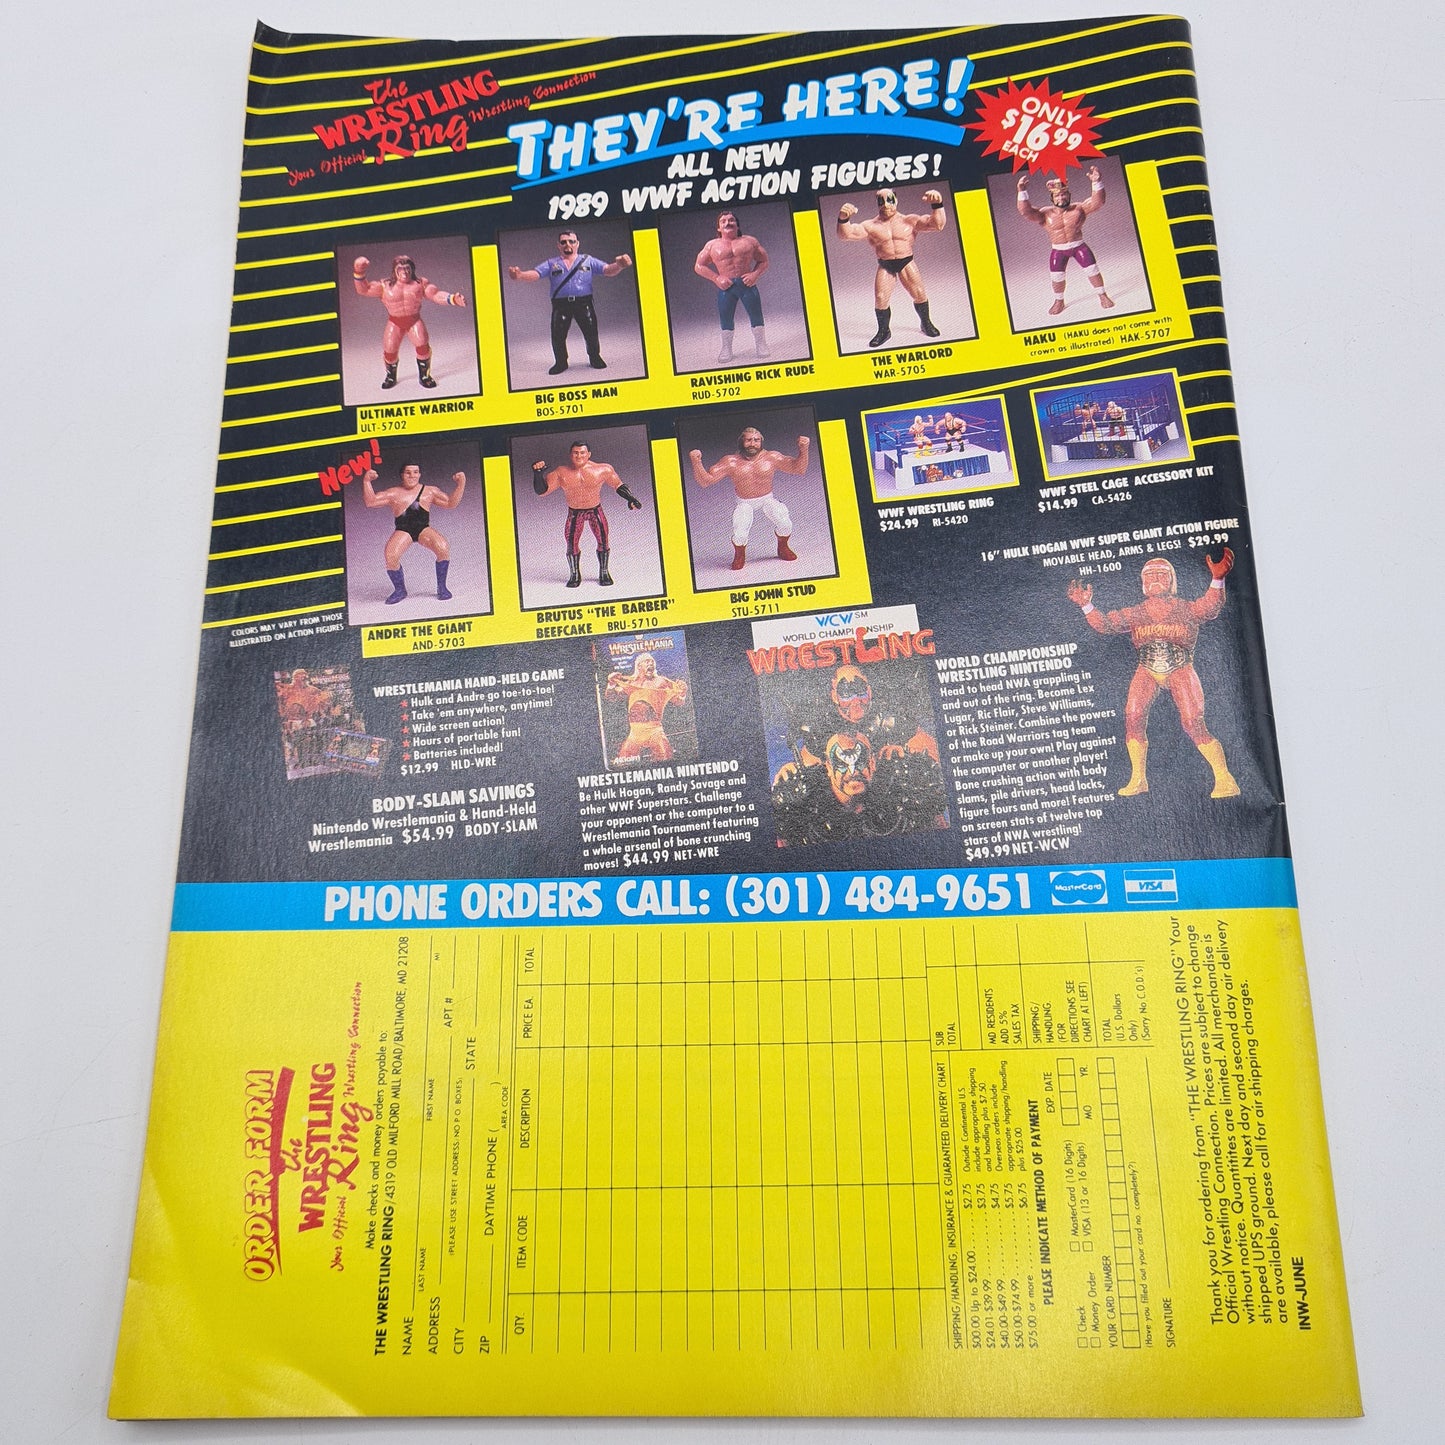 The
WRESTLING
Ring
Your Official Wrestling Connection
THEY'RE HERE!
ALL NEW
1989 WWF ACTION FIGURES!
ONLY
$16.99
EACH
ULTIMATE WARRIOR
ULT-5702
BIG BOSS MAN
BOS-5701
RAVISHING RICK RUDE
RUD-5702
THE WARLORD
WAR-5705
HAKU (HAKU does not come with
crown as illustrated) HAK-5707
New!
ANDRE THE GIANT
AND-5703
BRUTUS "THE BARBER"
BEEFCAKE BRU-5710
BIG JOHN STUD
STU-5711
WWF WRESTLING RING
$24.99 RI-5420
WWF STEEL CAGE ACCESSORY KIT
$14.99 CA-5426
COLORS MAY VARY FROM THOSE
ILLUSTRATED ON ACTION FIGURES
16" HULK HOGAN WWF SUPER GIANT ACTION FIGURE
MOVABLE HEAD, ARMS & LEGS! $29.99
HH-1600
WRESTLEMANIA HAND-HELD GAME
★ Hulk and Andre go toe-to-toe!
★ Take 'em anywhere, anytime!
★ Wide screen action!
★ Hours of portable fun!
★ Batteries included!
$12.99 HLD-WRE
BODY-SLAM SAVINGS
Nintendo Wrestlemania & Hand-Held
Wrestlemania $54.99 BODY-SLAM
WRESTLEMANIA
AKlaim
WRESTLEMANIA NINTENDO
Be Hulk Hogan, Randy Savage and
other WWF Superstars. Challenge
your opponent or the computer to a
Wrestlemania Tournament featuring
a whole arsenal of bone crunching
moves! $44.99 NET-WRE
WCW SM
WORLD CHAMPIONSHIP
WRESTLING
WORLD CHAMPIONSHIP
WRESTLING NINTENDO
Head to head NWA grappling in
and out of the ring. Become Lex
Lugar, Ric Flair, Steve Williams,
or Rick Steiner. Combine the powers
of the Road Warriors tag team
or make up your own! Play against
the computer or another player!
Bone crushing action with body
slams, pile drivers, head locks,
figure fours and more! Features
on screen stats of twelve top
stars of NWA wrestling!
$49.99 NET-WCW
PHONE ORDERS CALL: (301) 484-9651
MasterCard
VISA
ORDER FORM
the
WRESTLING
Ring
Your Official Wrestling Connection
Make checks and money orders payable to:
THE WRESTLING RING/4319 OLD MILFORD MILL ROAD/BALTIMORE, MD 21208
NAME
LAST NAME FIRST NAME MI
ADDRESS APT #
(PLEASE USE STREET ADDRESS: NO P.O. BOXES:
CITY STATE
ZIP DAYTIME PHONE ( )
AREA CODE
QTY. ITEM CODE DESCRIPTION PRICE EA. TOTAL
SUB
TOTAL
MD RESIDENTS
ADD 5%
SALES TAX
SHIPPING/
HANDLING
(FOR
DIRECTIONS SEE
CHART AT LEFT)
TOTAL
(U.S. Dollars
Only)
(Sorry No C.O.D.'s)
SHIPPING/HANDLING, INSURANCE & GUARANTEED DELIVERY CHART
$00.00 Up to $24.00 $2.75
$24.01-$39.99 $3.75
$40.00-$49.99 $4.75
$50.00-$74.99 $5.75
$75.00 or more $6.75
Outside Continental U.S.
include appropriate shipping
and handling plus $7.50
Overseas orders include
appropriate shipping/handling
plus $25.00
PLEASE INDICATE METHOD OF PAYMENT
Check
Money Order
MasterCard (16 Digits)
VISA (13 or 16 Digits)
EXP. DATE
MO YR
YOUR CARD NUMBER
(Have you filled out your card no. completely?)
SIGNATURE
Thank you for ordering from "THE WRESTLING RING" Your
Official Wrestling Connection. Prices are subject to change
without notice. Quantitites are limited. All merchandise is
shipped UPS ground. Next day and second day air delivery
are available, please call for air shipping charges.
INW-JUNE